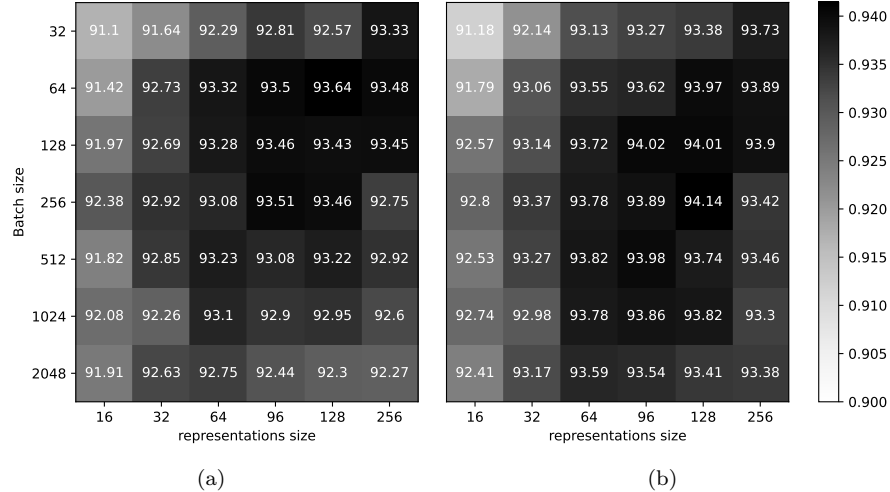 32 91.1 91.64 92.29 92.81 92.57 93.33 91.18 92.14 93.13 93.27 93.38 93.73 0.940
64 91.42 92.73 93.32 93.5 93.64 93.48 91.79 93.06 93.55 93.62 93.97 93.89 0.935
0.930
128 91.97 92.69 93.28 93.46 93.43 93.45 92.57 93.14 93.72 94.02 94.01 93.9 0.925
Batch size
256 92.38 92.92 93.08 93.51 93.46 92.75 92.8 93.37 93.78 93.89 94.14 93.42 0.920
0.915
512 91.82 92.85 93.23 93.08 93.22 92.92 92.53 93.27 93.82 93.98 93.74 93.46 0.910
1024 92.08 92.26 93.1 92.9 92.95 92.6 92.74 92.98 93.78 93.86 93.82 93.3 0.905
2048 91.91 92.63 92.75 92.44 92.3 92.27 92.41 93.17 93.59 93.54 93.41 93.38 0.900
16 32 64 96 128 256 16 32 64 96 128 256
representations size representations size
(a) (b)